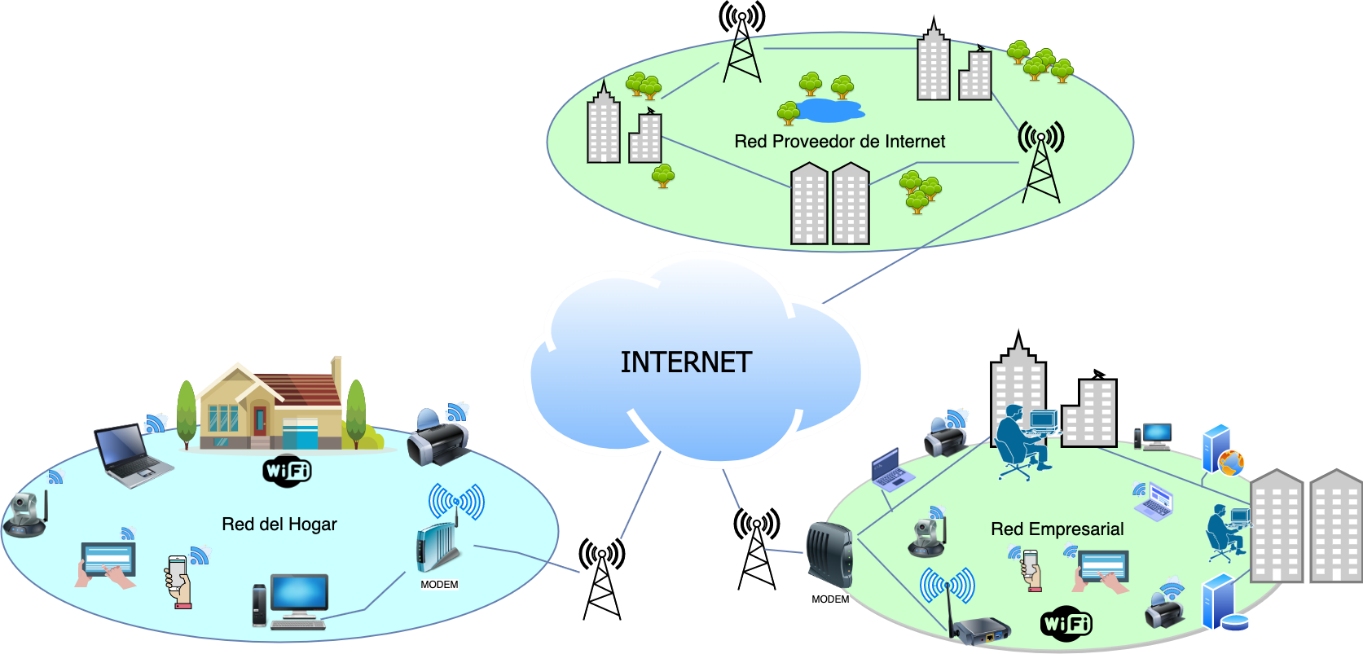 Red Proveedor de Internet
INTERNET
WiFi
Red del Hogar
MODEM
Red Empresarial
MODEM
WiFi